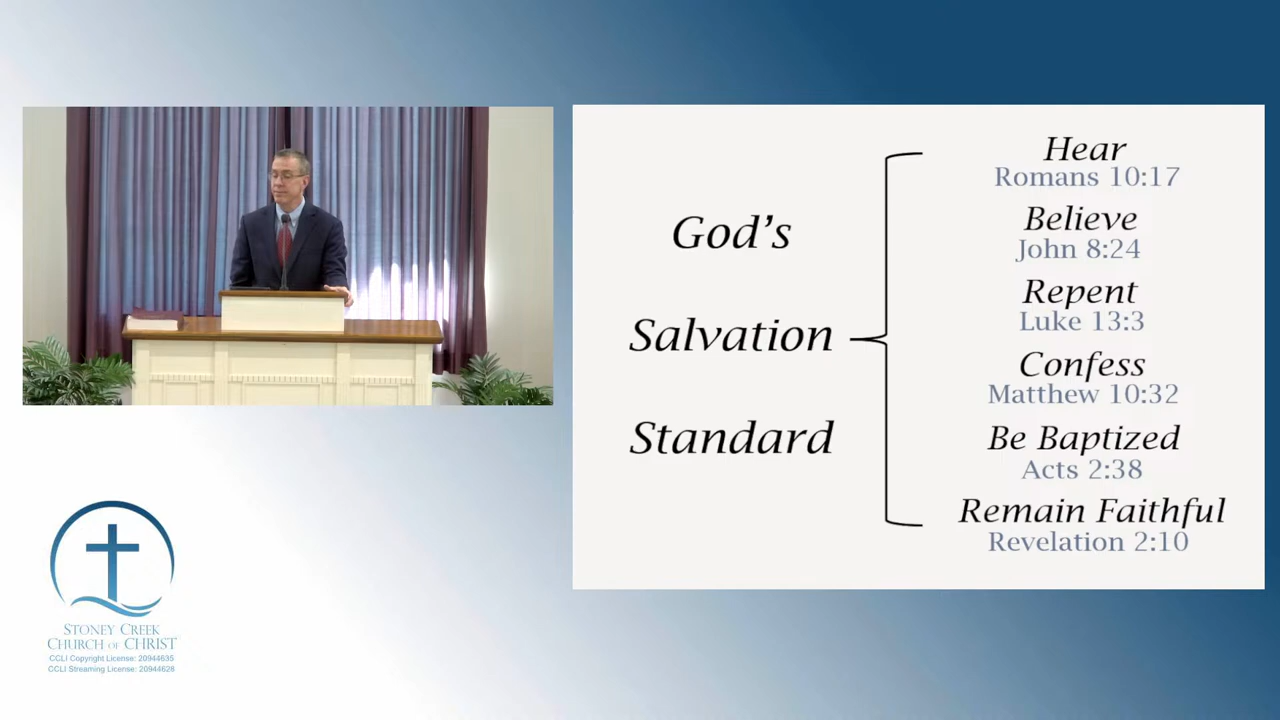 Hear
Romans 10:17
Believe
John 8:24
God's
Repent
Luke 13:3
Salvation
Confess
Matthew 10:32
Standard
Be Baptized
Acts 2:38
Remain Faithful
Revelation 2:10
STONEY CREEK
CHURCH OF CHRIST
CCLI Copyright License: 20944635
CCLI Streaming License: 20944628